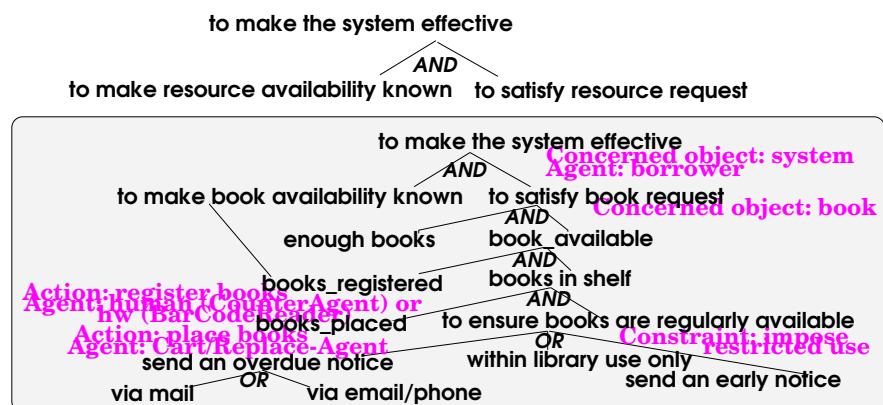 to make the system effective
AND
to make resource availability known
to satisfy resource request
to make the system effective
Concerned object: system
AND
Agent: borrower
to make book availability known
to satisfy book request
Concerned object: book
AND
enough books
book_available
AND
books_registered
books in shelf
Action: register books
Agent: human (CounterAgent) or
hw (BarCodeReader)
AND
books_placed
to ensure books are regularly available
Action: place books
Constraint: impose
restricted use
Agent: Cart/Replace-Agent
OR
send an overdue notice
within library use only
send an early notice
OR
via mail
via email/phone